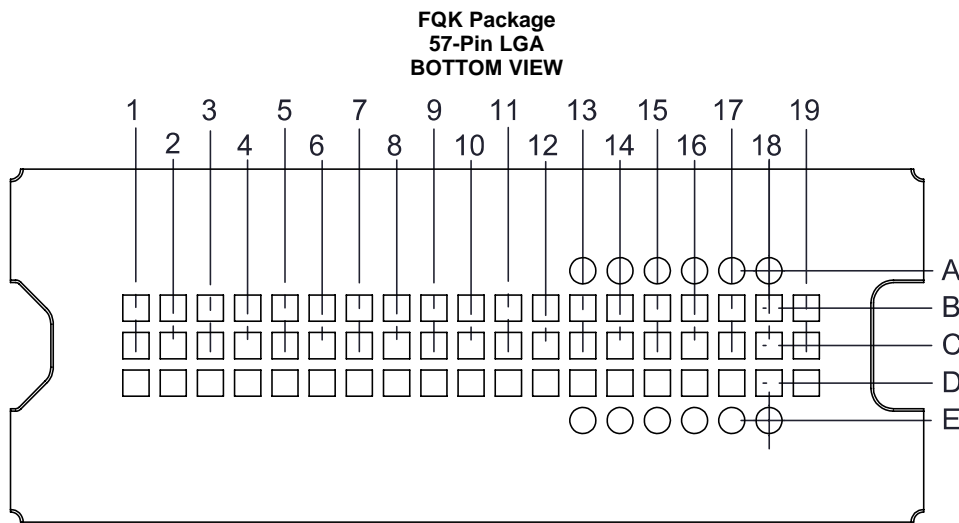 FQK Package
57-Pin LGA
BOTTOM VIEW
1 3 5 7 9 11 13 15 17 19
2 4 6 8 10 12 14 16 18
A
B
C
D
E